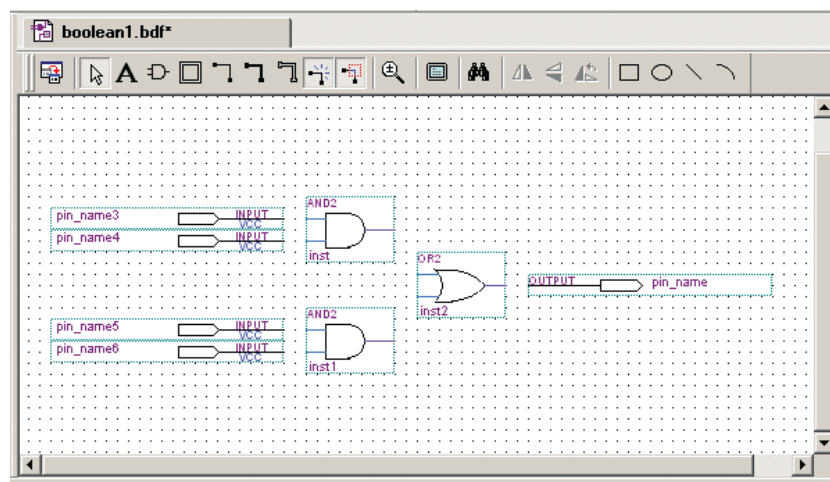 boolean1.bdf*
A
AND2
pin_name3 INPUT
VCC
pin_name4 INPUT
VCC
inst
OR2
OUTPUT pin_name
inst2
AND2
pin_name5 INPUT
VCC
pin_name6 INPUT
VCC
inst1